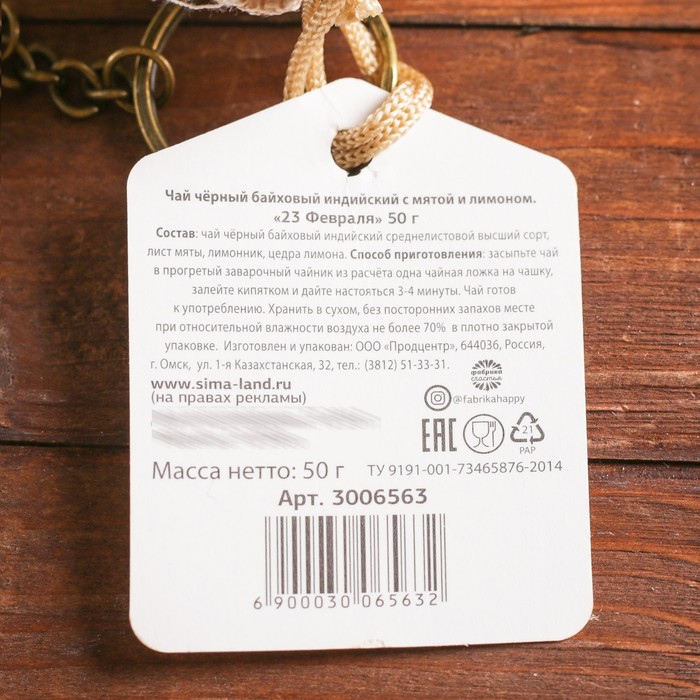 Чай чёрный байховый индийский с мятой и лимоном.
«23 Февраля» 50 г
Состав: чай чёрный байховый индийский среднелистовой высший сорт,
лист мяты, лимонник, цедра лимона. Способ приготовления: засыпьте чай
в прогретый заварочный чайник из расчёта одна чайная ложка на чашку,
залейте кипятком и дайте настояться 3-4 минуты. Чай готов
к употреблению. Хранить в сухом, без посторонних запахов месте
при относительной влажности воздуха не более 70% в плотно закрытой
упаковке. Изготовлен и упакован: ООО «Продцентр», 644036, Россия,
г. Омск, ул. 1-я Казахстанская, 32, тел.: (3812) 51-33-31.
www.sima-land.ru
(на правах рекламы)
фабрика
счастья
@fabrikahappy
ЕАС
21
PAP
Масса нетто: 50 г
ТУ 9191-001-73465876-2014
Арт. 3006563
6 900030 065632